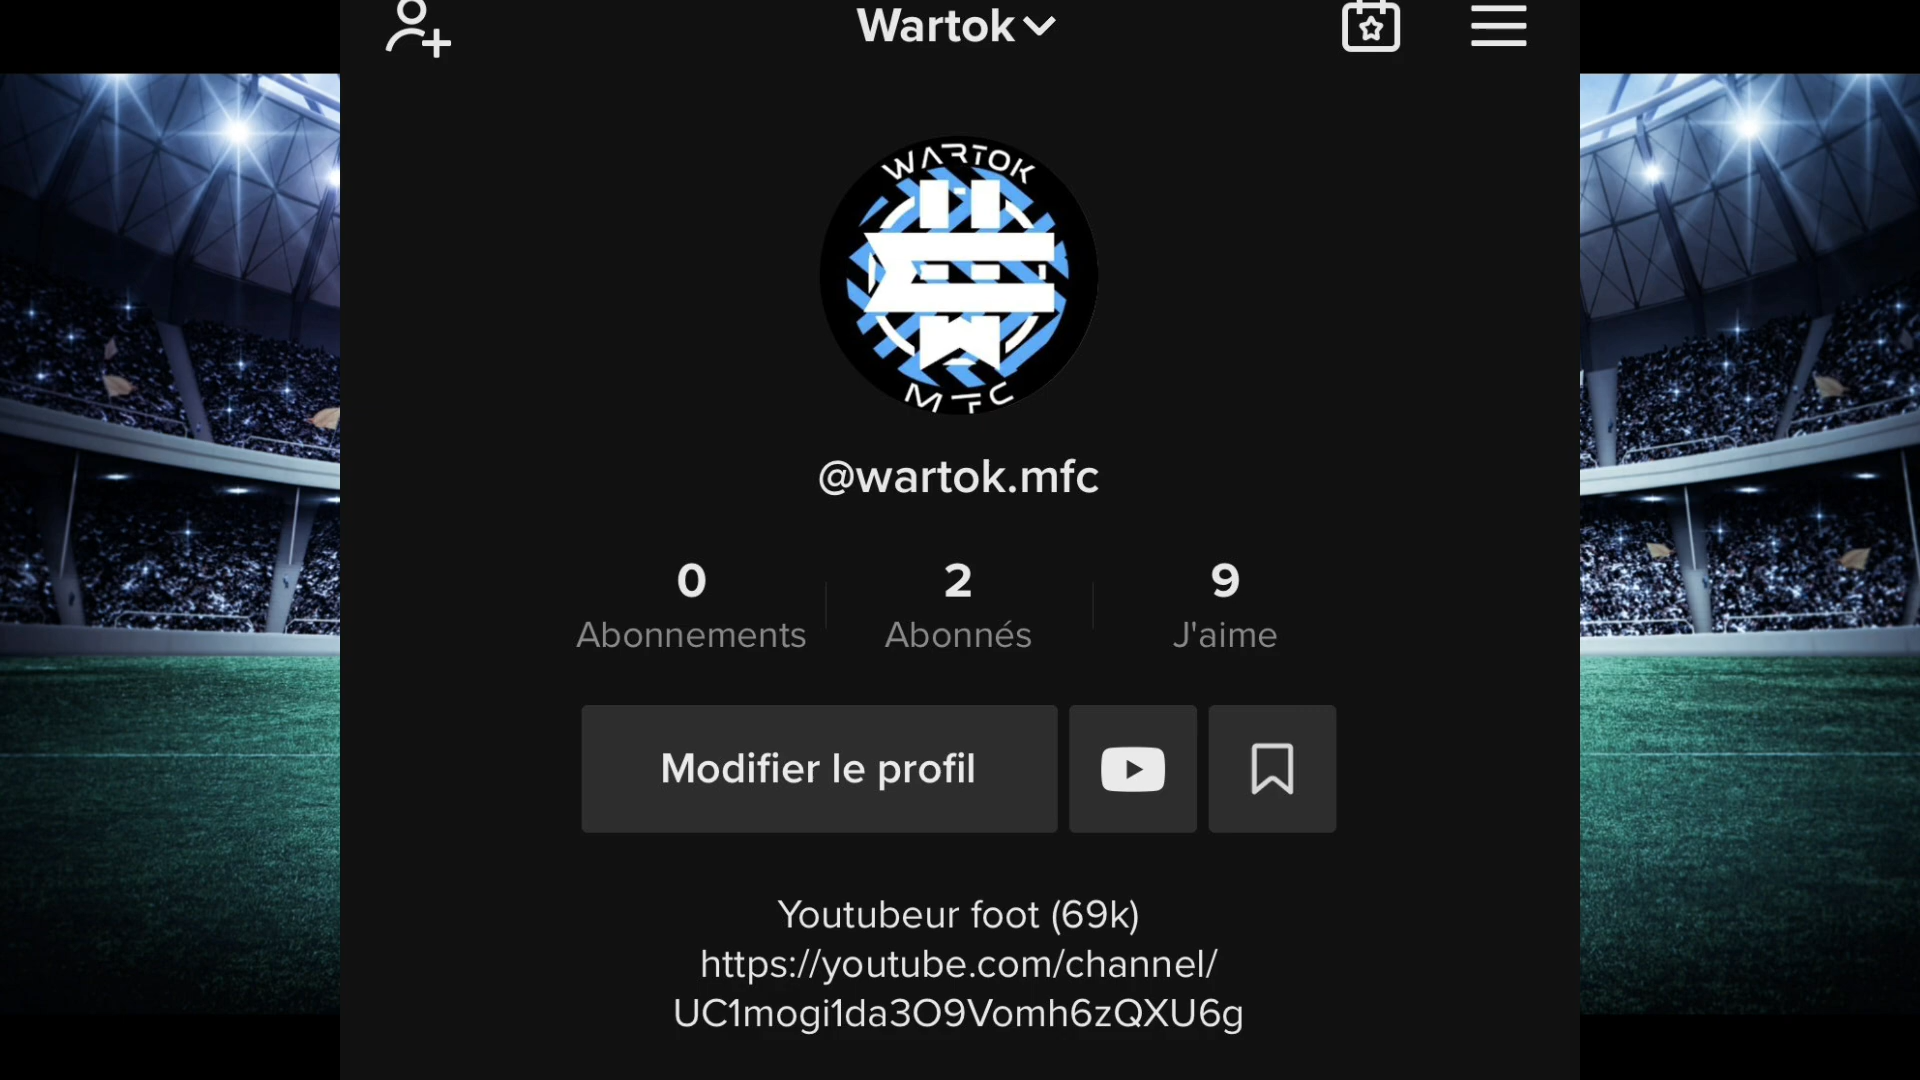 Wartok
WARTOK
MFC
@wartok.mfc
0 2 9
Abonnements Abonnés J'aime
Modifier le profil
Youtubeur foot (69k)
https://youtube.com/channel/
UC1mogi1da3O9Vomh6zQXU6g